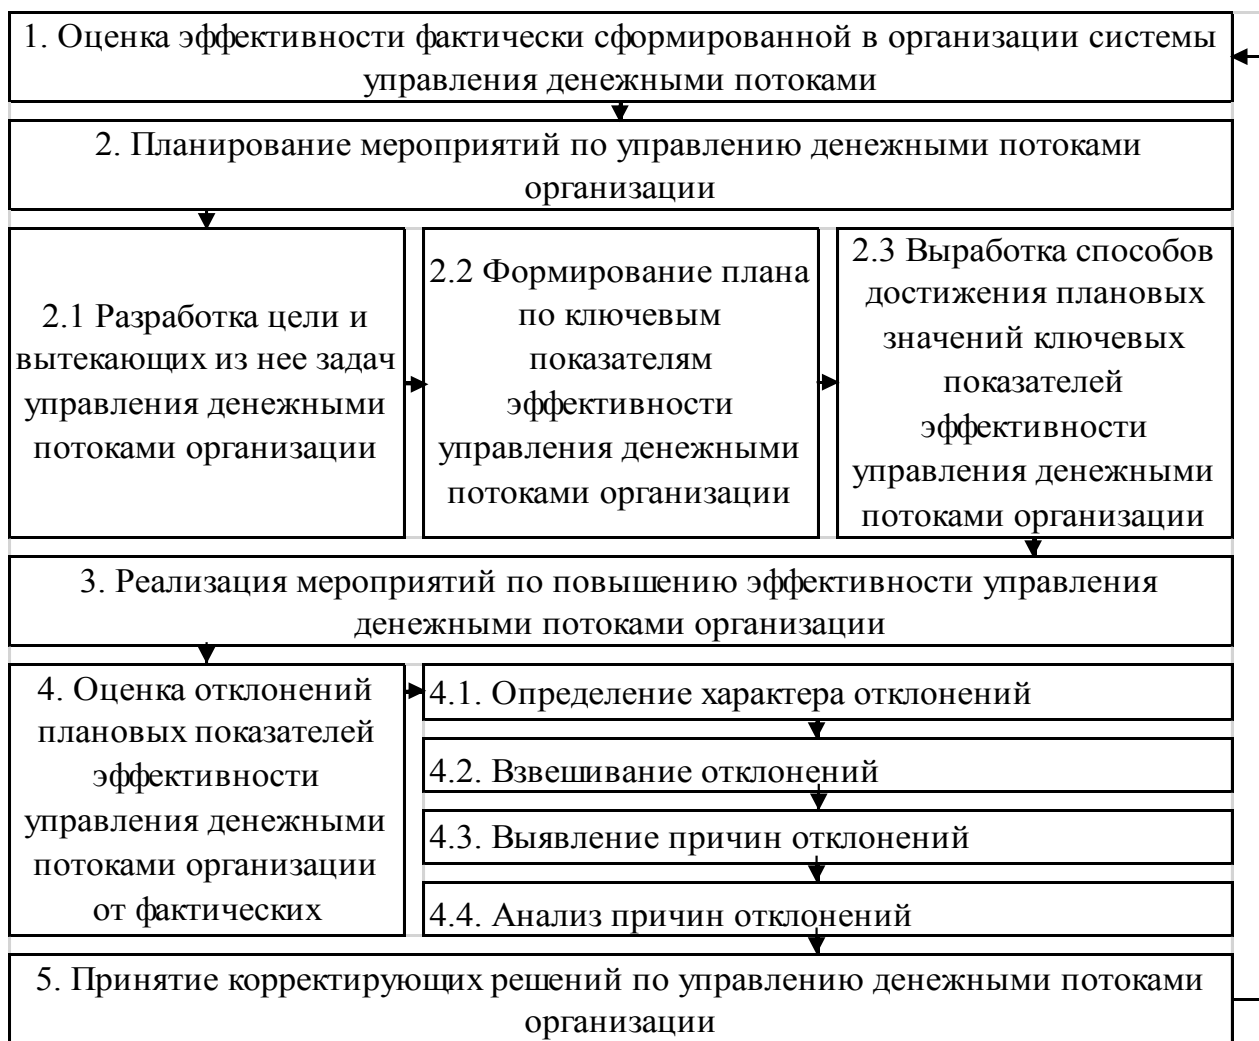 1. Оценка эффективности фактически сформированной в организации системы
управления денежными потоками
2. Планирование мероприятий по управлению денежными потоками
организации
2.1 Разработка цели и
вытекающих из нее задач
управления денежными
потоками организации
2.2 Формирование плана
по ключевым
показателям
эффективности
управления денежными
потоками организации
2.3 Выработка способов
достижения плановых
значений ключевых
показателей
эффективности
управления денежными
потоками организации
3. Реализация мероприятий по повышению эффективности управления
денежными потоками организации
4. Оценка отклонений
плановых показателей
эффективности
управления денежными
потоками организации
от фактических
4.1. Определение характера отклонений
4.2. Взвешивание отклонений
4.3. Выявление причин отклонений
4.4. Анализ причин отклонений
5. Принятие корректирующих решений по управлению денежными потоками
организации